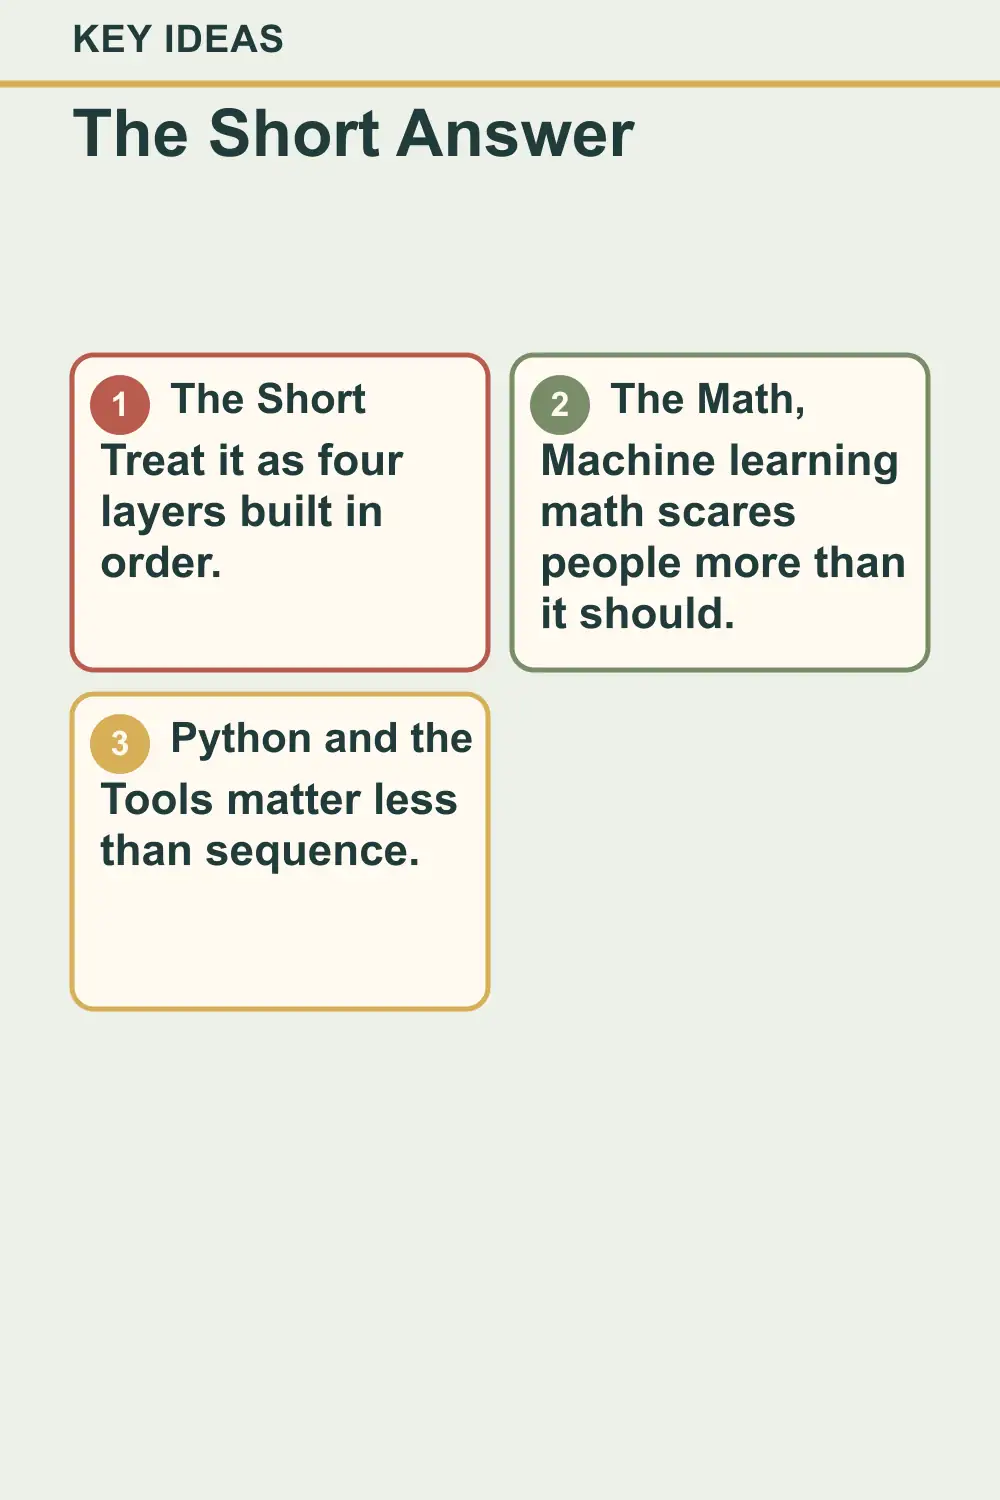 KEY IDEAS
The Short Answer
1
The Short
Treat it as four
layers built in
order.
2
The Math,
Machine learning
math scares
people more than
it should.
3
Python and the
Tools matter less
than sequence.